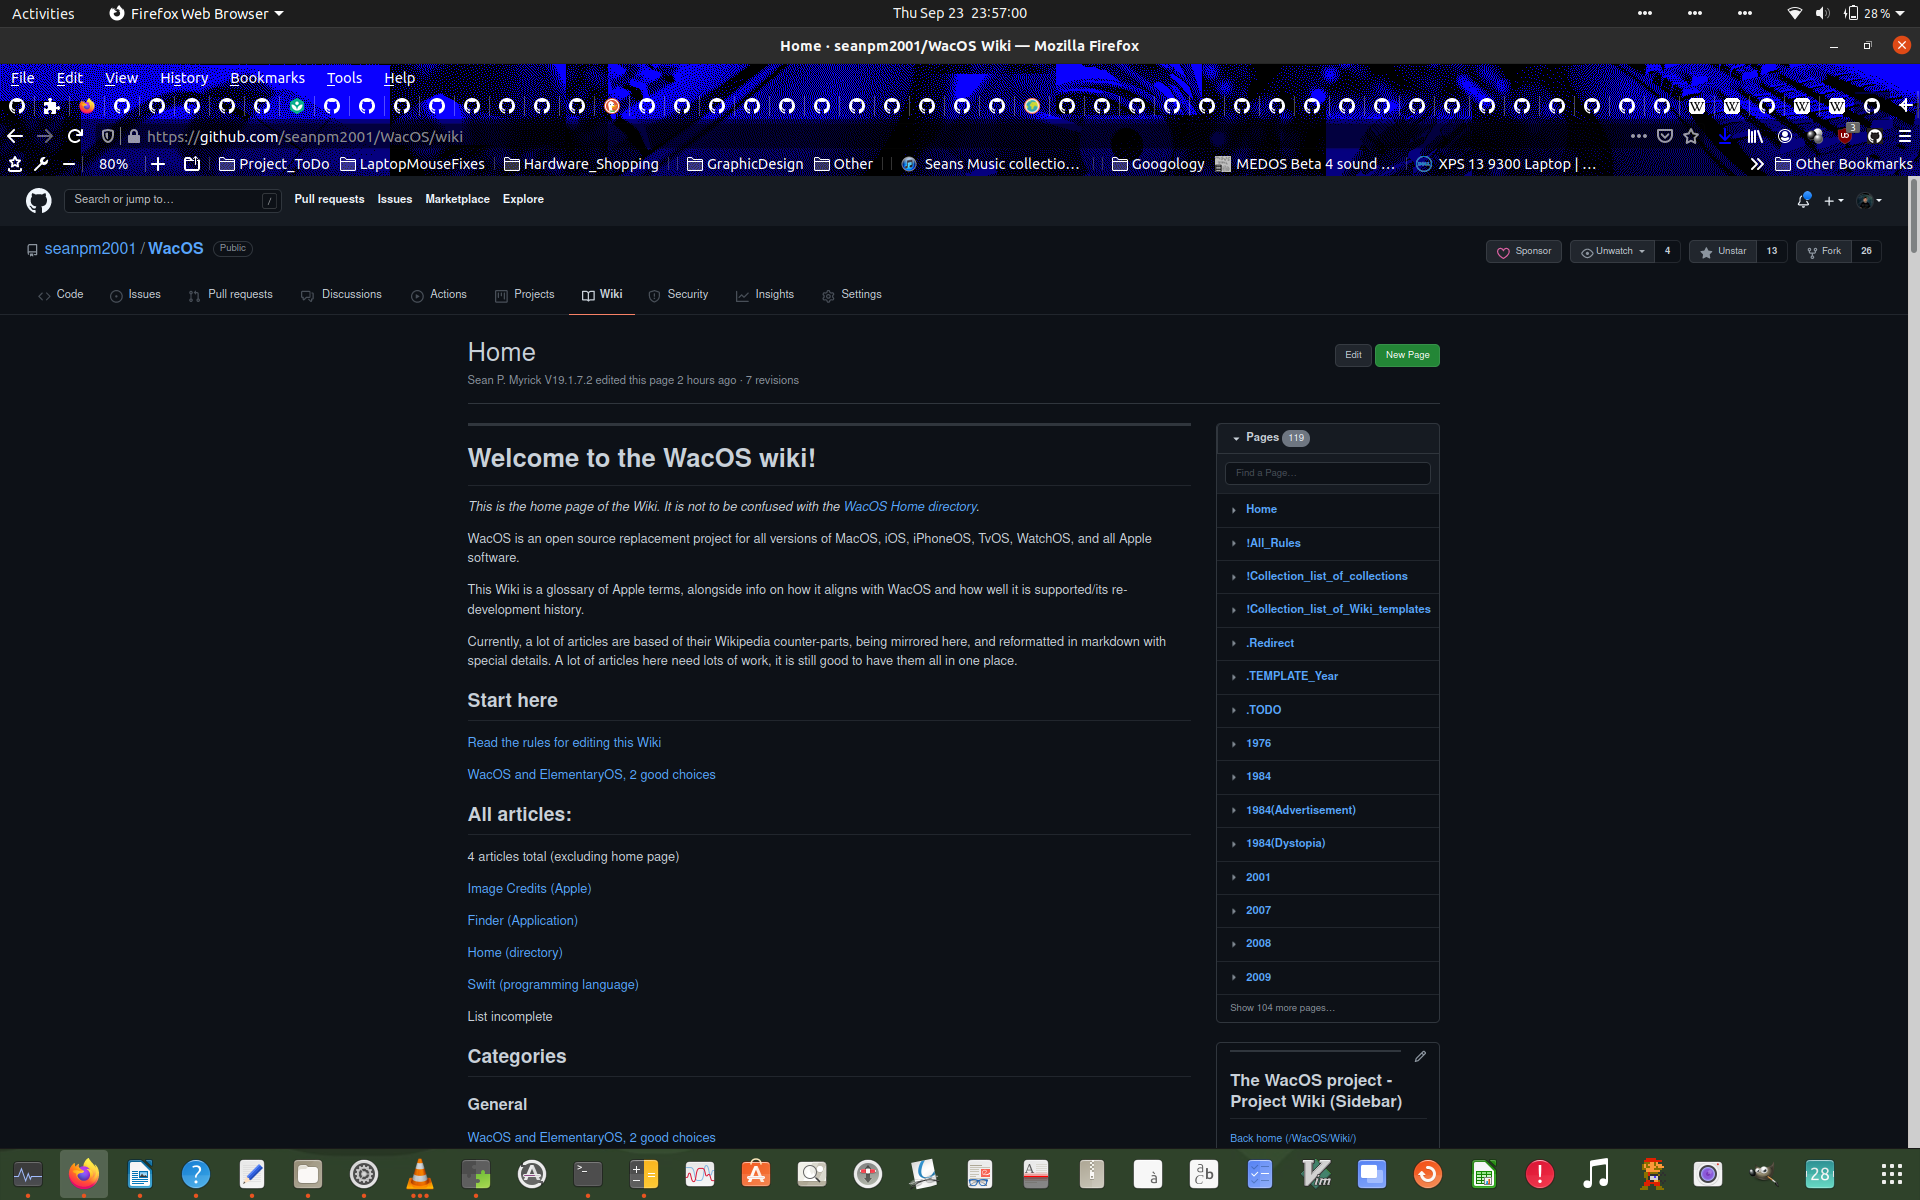 Activities
Firefox Web Browser
Thu Sep 23 23:57:00
28 %
Home · seanpm2001/WacOS Wiki — Mozilla Firefox
File Edit View History Bookmarks Tools Help
https://github.com/seanpm2001/WacOS/wiki
3
80%
Project_ToDo
LaptopMouseFixes
Hardware_Shopping
GraphicDesign
Other
Seans Music collectio…
Googology
MEDOS Beta 4 sound …
XPS 13 9300 Laptop | …
Other Bookmarks
Search or jump to…
/
Pull requests
Issues
Marketplace
Explore
seanpm2001 / WacOS
Public
Sponsor
Unwatch
4
Unstar
13
Fork
26
Code
Issues
Pull requests
Discussions
Actions
Projects
Wiki
Security
Insights
Settings
Home
Edit
New Page
Sean P. Myrick V19.1.7.2 edited this page 2 hours ago · 7 revisions
Welcome to the WacOS wiki!
This is the home page of the Wiki. It is not to be confused with the WacOS Home directory.
WacOS is an open source replacement project for all versions of MacOS, iOS, iPhoneOS, TvOS, WatchOS, and all Apple
software.
This Wiki is a glossary of Apple terms, alongside info on how it aligns with WacOS and how well it is supported/its re-
development history.
Currently, a lot of articles are based of their Wikipedia counter-parts, being mirrored here, and reformatted in markdown with
special details. A lot of articles here need lots of work, it is still good to have them all in one place.
Start here
Read the rules for editing this Wiki
WacOS and ElementaryOS, 2 good choices
All articles:
4 articles total (excluding home page)
Image Credits (Apple)
Finder (Application)
Home (directory)
Swift (programming language)
List incomplete
Categories
General
WacOS and ElementaryOS, 2 good choices
Pages 119
Find a Page…
Home
!All_Rules
!Collection_list_of_collections
!Collection_list_of_Wiki_templates
.Redirect
.TEMPLATE_Year
.TODO
1976
1984
1984(Advertisement)
1984(Dystopia)
2001
2007
2008
2009
Show 104 more pages…
The WacOS project -
Project Wiki (Sidebar)
Back home (/WacOS/Wiki/)
28